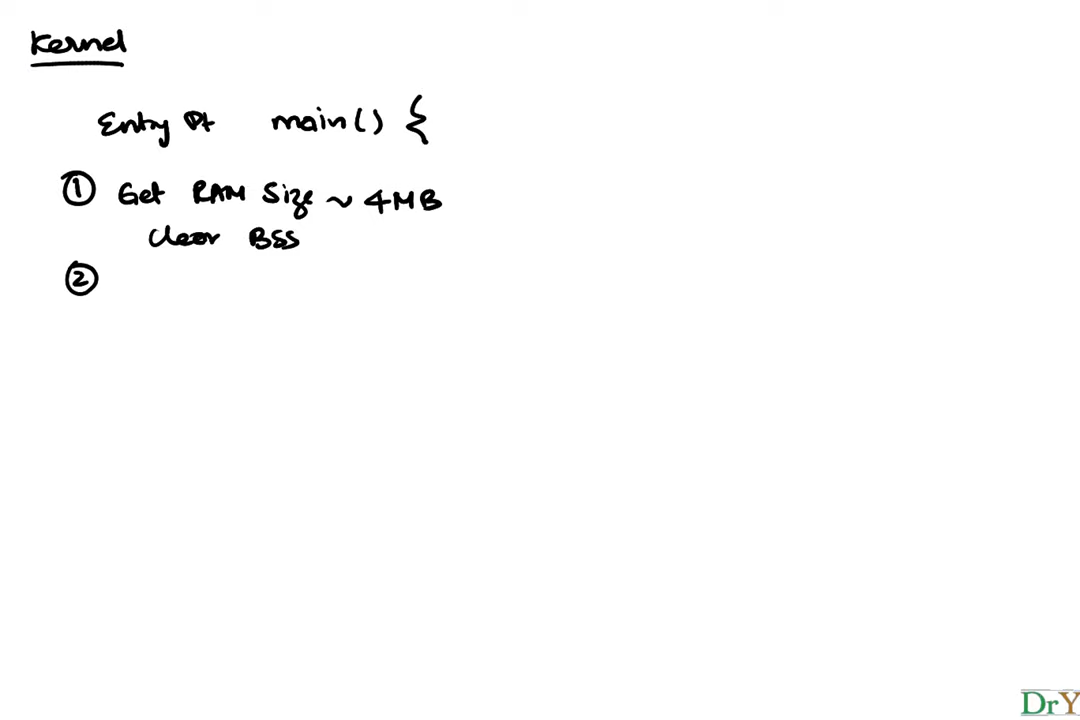 Kernel
Entry Pt main() {
① Get RAM Size ~ 4MB
Clear BSS
②
DrY